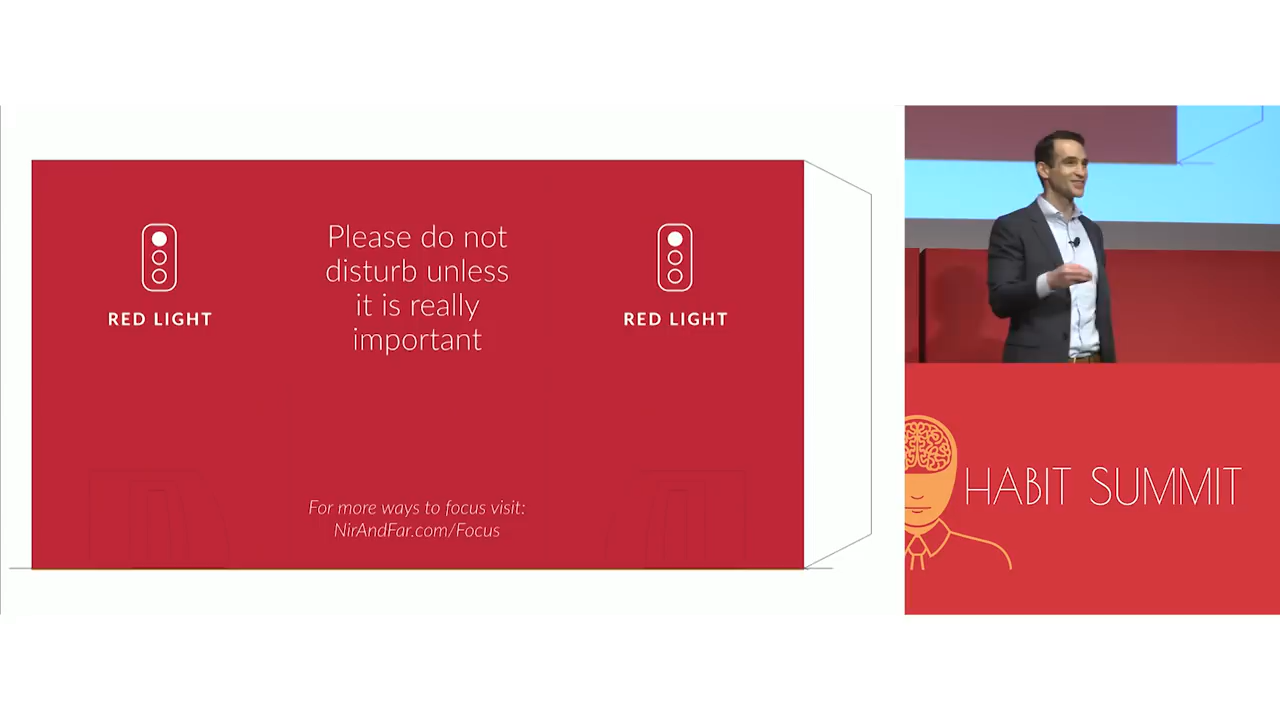 RED LIGHT
Please do not
disturb unless
it is really
important
RED LIGHT
For more ways to focus visit:
NirAndFar.com/Focus
HABIT SUMMIT